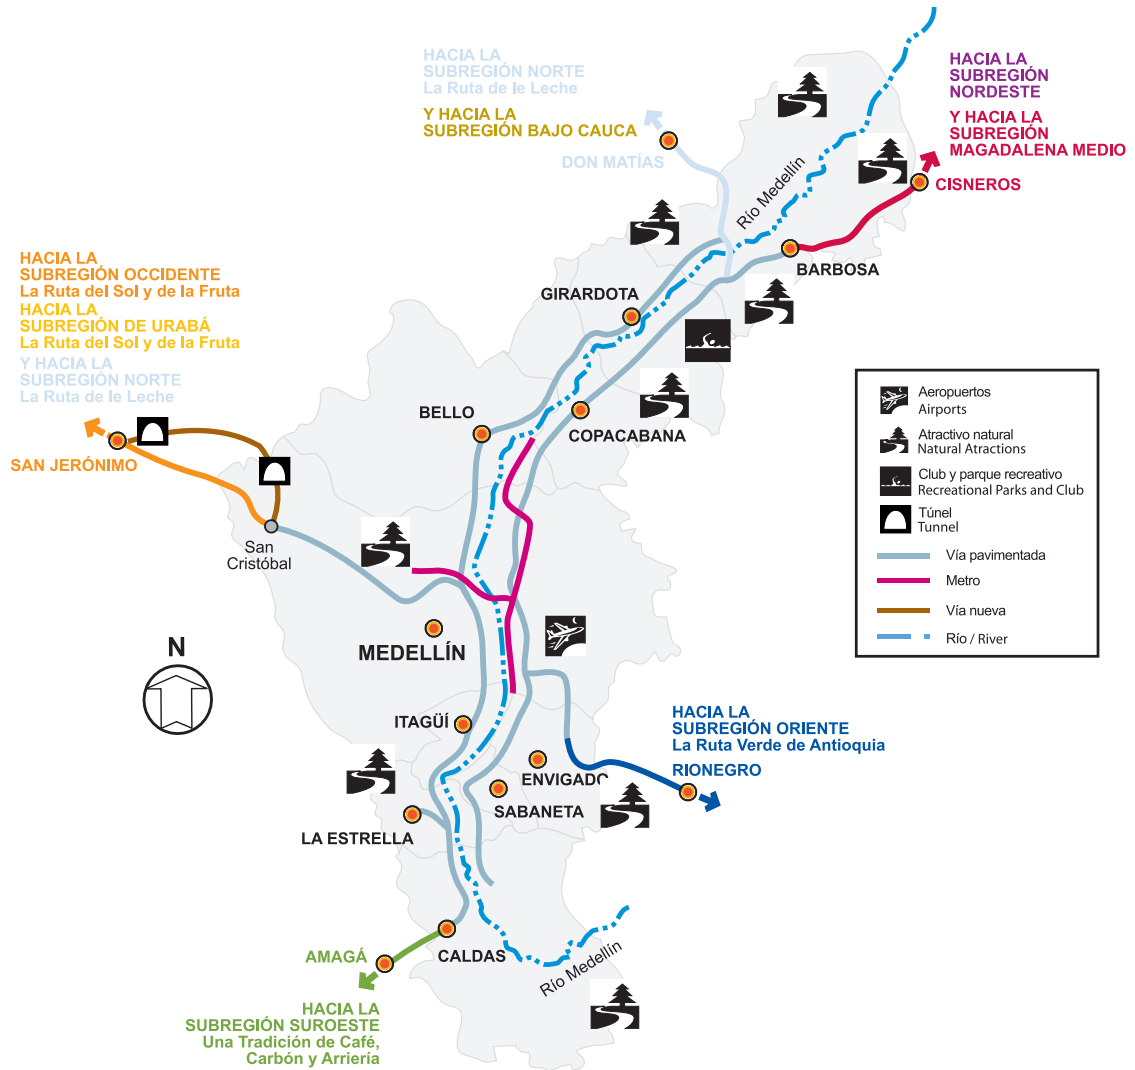 HACIA LA
SUBREGIÓN NORTE
La Ruta de le Leche
Y HACIA LA
SUBREGIÓN BAJO CAUCA
DON MATÍAS
HACIA LA
SUBREGIÓN
NORDESTE
Y HACIA LA
SUBREGIÓN
MAGADALENA MEDIO
CISNEROS
Río Medellín
BARBOSA
GIRARDOTA
HACIA LA
SUBREGIÓN OCCIDENTE
La Ruta del Sol y de la Fruta
HACIA LA
SUBREGIÓN DE URABÁ
La Ruta del Sol y de la Fruta
Y HACIA LA
SUBREGIÓN NORTE
La Ruta de le Leche
SAN JERÓNIMO
BELLO
COPACABANA
San
Cristóbal
Aeropuertos
Airports
Atractivo natural
Natural Atractions
Club y parque recreativo
Recreational Parks and Club
Túnel
Tunnel
Vía pavimentada
Metro
Vía nueva
Río / River
N
MEDELLÍN
ITAGÜÍ
HACIA LA
SUBREGIÓN ORIENTE
La Ruta Verde de Antioquia
RIONEGRO
ENVIGADO
SABANETA
LA ESTRELLA
CALDAS
Río Medellín
AMAGÁ
HACIA LA
SUBREGIÓN SUROESTE
Una Tradición de Café,
Carbón y Arriería